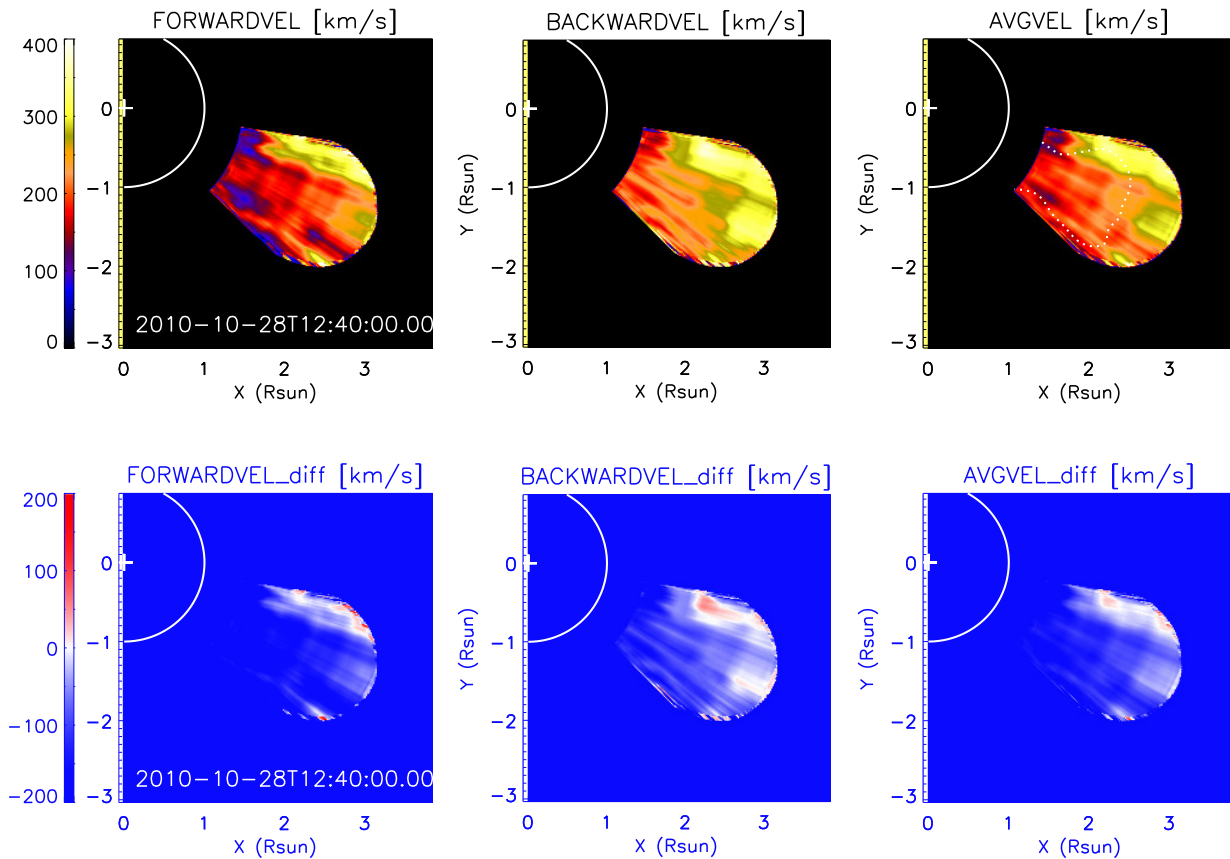 FORWARDVEL [km/s]
BACKWARDVEL [km/s]
AVGVEL [km/s]
400
300
200
100
0
0
-1
-2
-3
2010-10-28T12:40:00.00
0 1 2 3
X (Rsun)
Y (Rsun)
0
-1
-2
-3
0 1 2 3
X (Rsun)
Y (Rsun)
0
-1
-2
-3
0 1 2 3
X (Rsun)
FORWARDVEL_diff [km/s]
BACKWARDVEL_diff [km/s]
AVGVEL_diff [km/s]
200
100
0
-100
-200
0
-1
-2
-3
2010-10-28T12:40:00.00
0 1 2 3
X (Rsun)
Y (Rsun)
0
-1
-2
-3
0 1 2 3
X (Rsun)
Y (Rsun)
0
-1
-2
-3
0 1 2 3
X (Rsun)